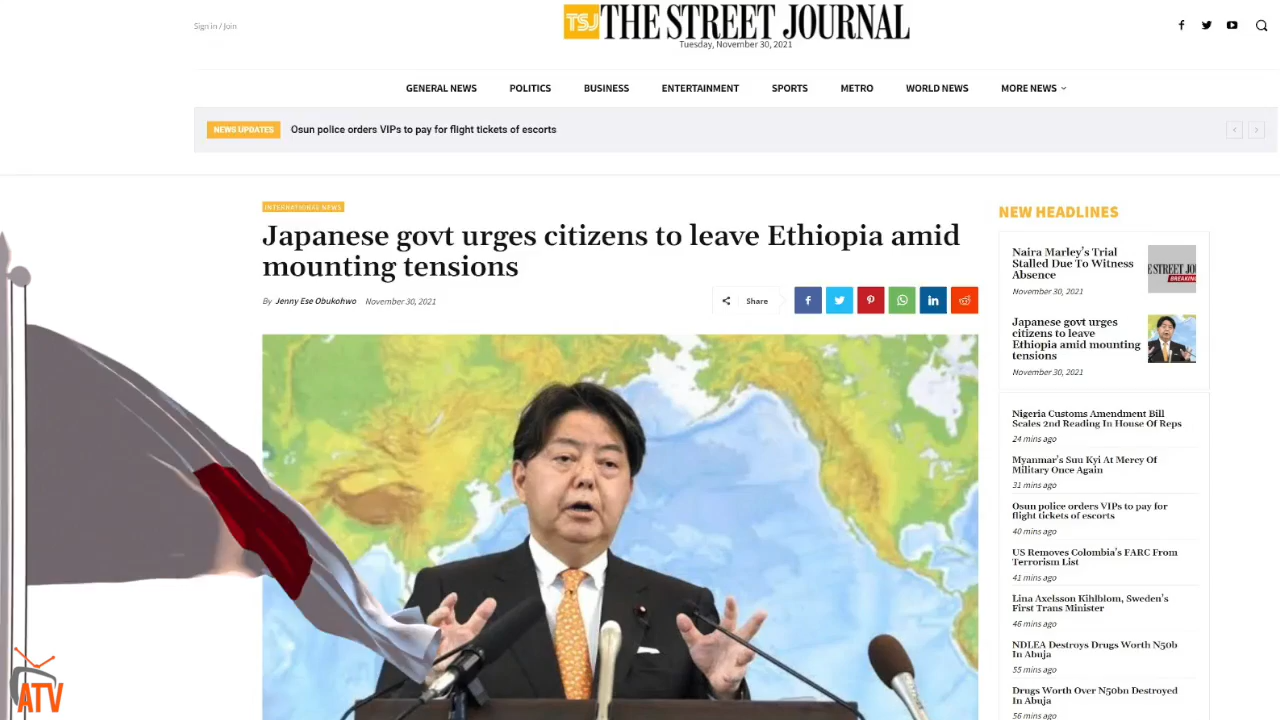 Sign in / Join
TSJ THE STREET JOURNAL
Tuesday, November 30, 2021
GENERAL NEWS POLITICS BUSINESS ENTERTAINMENT SPORTS METRO WORLD NEWS MORE NEWS
NEWS UPDATES Osun police orders VIPs to pay for flight tickets of escorts
INTERNATIONAL NEWS
Japanese govt urges citizens to leave Ethiopia amid
mounting tensions
By Jenny Ese Obukohwo November 30, 2021
Share
NEW HEADLINES
Naira Marley's Trial
Stalled Due To Witness
Absence
November 30, 2021
E STREET JO
BREAKING
Japanese govt urges
citizens to leave
Ethiopia amid mounting
tensions
November 30, 2021
Nigeria Customs Amendment Bill
Scales 2nd Reading In House Of Reps
24 mins ago
Myanmar's Suu Kyi At Mercy Of
Military Once Again
31 mins ago
Osun police orders VIPs to pay for
flight tickets of escorts
40 mins ago
US Removes Colombia's FARC From
Terrorism List
41 mins ago
Lina Axelsson Kihlblom, Sweden's
First Trans Minister
46 mins ago
NDLEA Destroys Drugs Worth N50b
In Abuja
55 mins ago
Drugs Worth Over N50bn Destroyed
In Abuja
56 mins ago
ATV